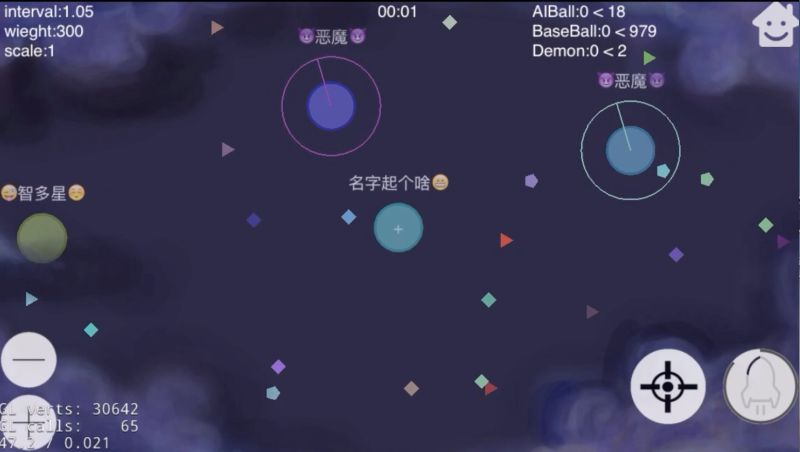 interval:1.05
wieght:300
scale:1
00:01
AIBall:0 < 18
BaseBall:0 < 979
Demon:0 < 2
😈恶魔😈
😈恶魔😈
名字起个啥😁
😜智多星☺️
GL verts: 30642
GL calls: 65
/ 0.021